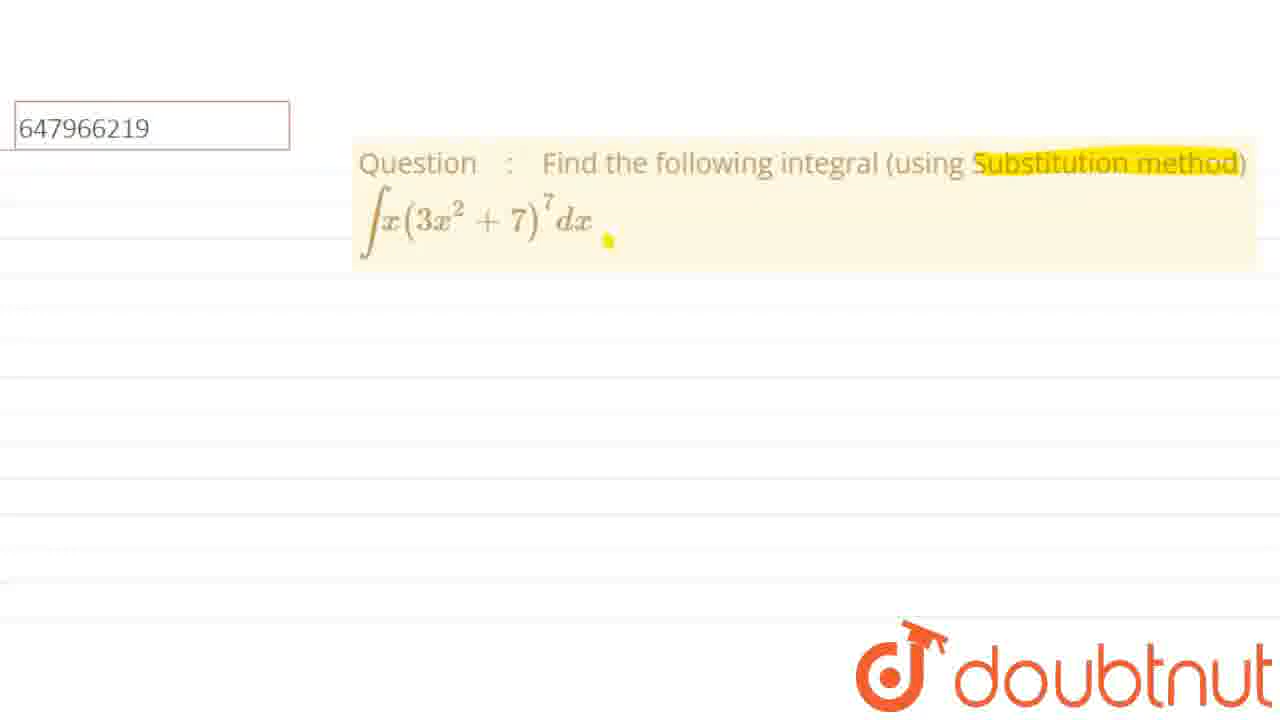 647966219
Question : Find the following integral (using Substitution method)
∫x(3x² + 7)⁷dx
doubtnut